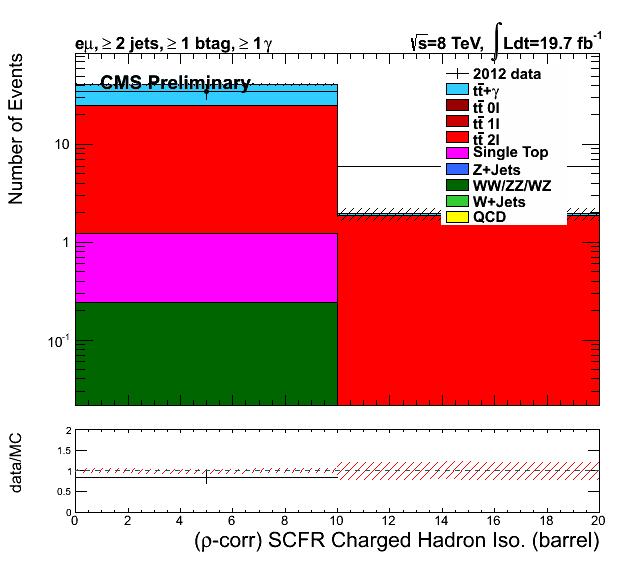 eμ, ≥ 2 jets, ≥ 1 btag, ≥ 1γ
√s=8 TeV, ∫ Ldt=19.7 fb⁻¹
CMS Preliminary
2012 data
tt̄+γ
tt̄ 0l
tt̄ 1l
tt̄ 2l
Single Top
Z+Jets
WW/ZZ/WZ
W+Jets
QCD
Number of Events
10
1
10⁻¹
data/MC
2
1.5
1
0.5
0
0 2 4 6 8 10 12 14 16 18 20
(ρ-corr) SCFR Charged Hadron Iso. (barrel)